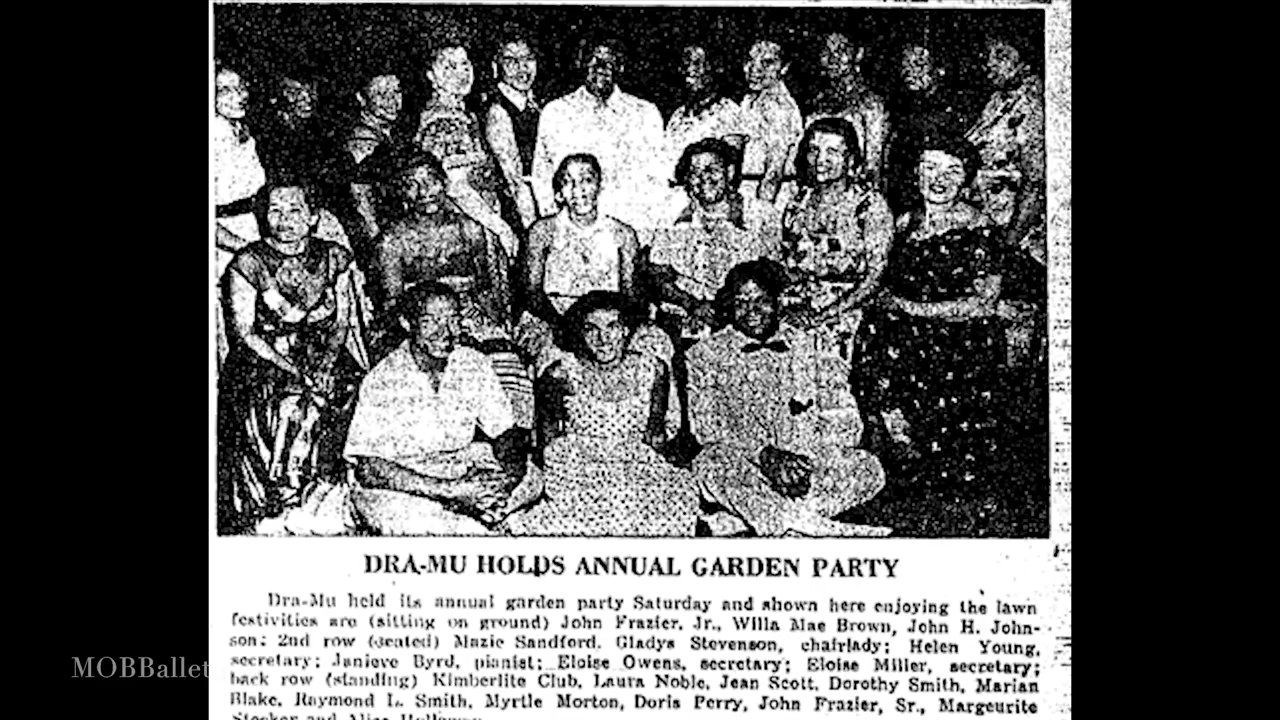 DRA-MU HOLDS ANNUAL GARDEN PARTY
Dra-Mu held its annual garden party Saturday and shown here enjoying the lawn
festivities are (sitting on ground) John Frazier, Jr., Willa Mae Brown, John H. John-
son; 2nd row (seated) Mazie Sandford, Gladys Stevenson, chairlady; Helen Young,
secretary; Janieve Byrd, pianist; Eloise Owens, secretary; Eloise Miller, secretary;
back row (standing) Kimberlite Club, Laura Noble, Jean Scott, Dorothy Smith, Marian
Blake, Raymond L. Smith, Myrtle Morton, Doris Perry, John Frazier, Sr., Margeurite
and Alice
MOBBallet